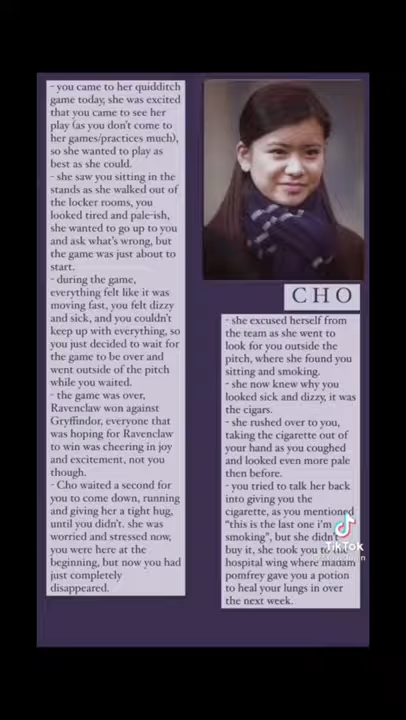 - you came to her quidditch
game today, she was excited
that you came to see her
play (as you don't come to
her games/practices much),
so she wanted to play as
best as she could.
- she saw you sitting in the
stands as she walked out of
the locker rooms, you
looked tired and pale-ish,
she wanted to go up to you
and ask what's wrong, but
the game was just about to
start.
- during the game,
everything felt like it was
moving fast, you felt dizzy
and sick, and you couldn't
keep up with everything, so
you just decided to wait for
the game to be over and
went outside of the pitch
while you waited.
- the game was over,
Ravenclaw won against
Gryffindor, everyone that
was hoping for Ravenclaw
to win was cheering in joy
and excitement, not you
though.
- Cho waited a second for
you to come down, running
and giving her a tight hug,
until you didn't. she was
worried and stressed now,
you were here at the
beginning, but now you had
just completely
disappeared.
CHO
- she excused herself from
the team as she went to
look for you outside the
pitch, where she found you
sitting and smoking.
- she now knew why you
looked sick and dizzy, it was
the cigars.
- she rushed over to you,
taking the cigarette out of
your hand as you coughed
and looked even more pale
then before.
- you tried to talk her back
into giving you the
cigarette, as you mentioned
"this is the last one i'm
smoking", but she didn't
buy it, she took you to
hospital wing where madam
pomfrey gave you a potion
to heal your lungs in over
the next week.
TikTok